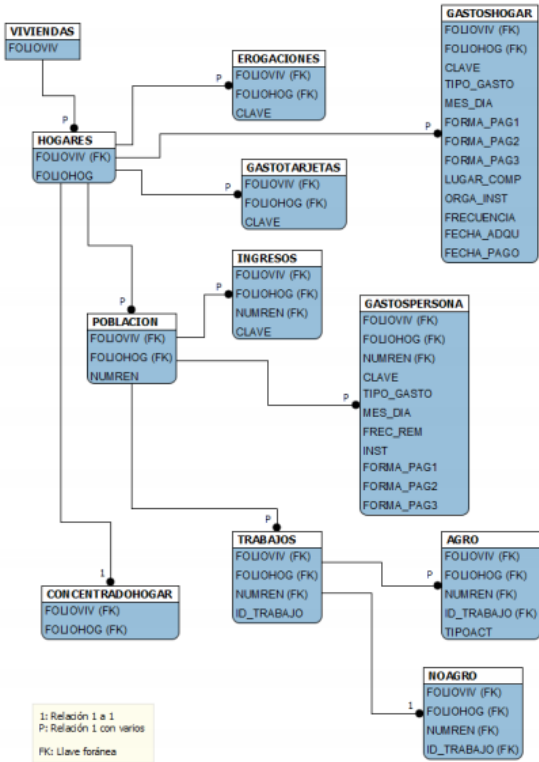 VIVIENDAS
FOLIOVIV
P
HOGARES
FOLIOVIV (FK)
FOLIOHOG
P
EROGACIONES
FOLIOVIV (FK)
FOLIOHOG (FK)
CLAVE
P
GASTOTARJETAS
FOLIOVIV (FK)
FOLIOHOG (FK)
CLAVE
P
GASTOSHOGAR
FOLIOVIV (FK)
FOLIOHOG (FK)
CLAVE
TIPO_GASTO
MES_DIA
FORMA_PAG1
FORMA_PAG2
FORMA_PAG3
LUGAR_COMP
ORGA_INST
FRECUENCIA
FECHA_ADQU
FECHA_PAGO
P
POBLACION
FOLIOVIV (FK)
FOLIOHOG (FK)
NUMREN
P
INGRESOS
FOLIOVIV (FK)
FOLIOHOG (FK)
NUMREN (FK)
CLAVE
P
GASTOSPERSONA
FOLIOVIV (FK)
FOLIOHOG (FK)
NUMREN (FK)
CLAVE
TIPO_GASTO
MES_DIA
FREC_REM
INST
FORMA_PAG1
FORMA_PAG2
FORMA_PAG3
P
TRABAJOS
FOLIOVIV (FK)
FOLIOHOG (FK)
NUMREN (FK)
ID_TRABAJO
P
AGRO
FOLIOVIV (FK)
FOLIOHOG (FK)
NUMREN (FK)
ID_TRABAJO (FK)
TIPOACT
1
CONCENTRADOHOGAR
FOLIOVIV (FK)
FOLIOHOG (FK)
1
NOAGRO
FOLIOVIV (FK)
FOLIOHOG (FK)
NUMREN (FK)
ID_TRABAJO (FK)
1: Relación 1 a 1
P: Relación 1 con varios
FK: Llave foránea